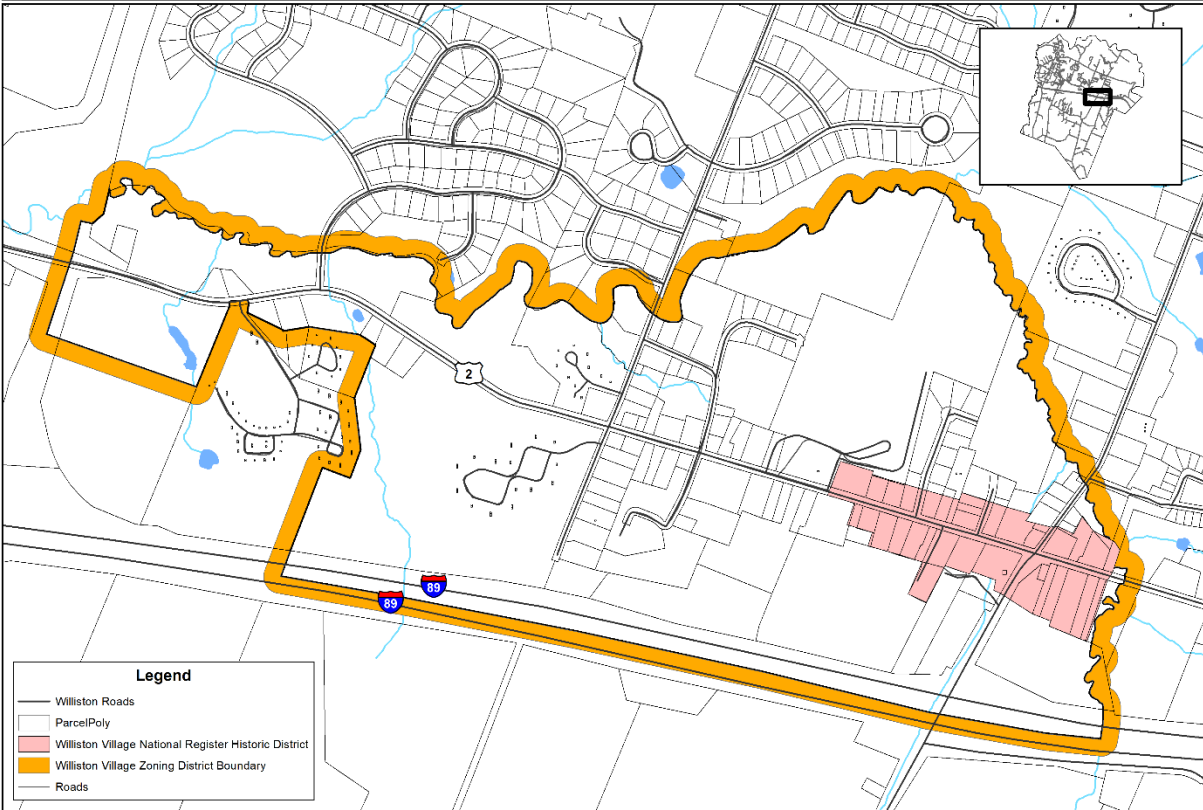 2
89
89
Legend
Williston Roads
ParcelPoly
Williston Village National Register Historic District
Williston Village Zoning District Boundary
Roads